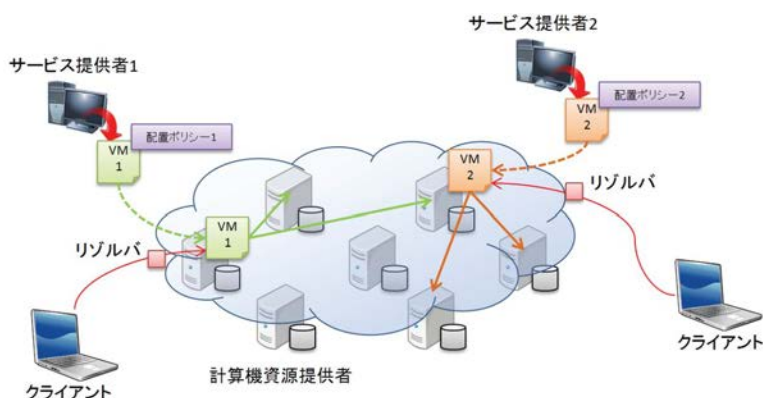 サービス提供者1
サービス提供者2
配置ポリシー1
VM
1
配置ポリシー2
VM
2
VM
2
リゾルバ
VM
1
リゾルバ
クライアント
計算機資源提供者
クライアント